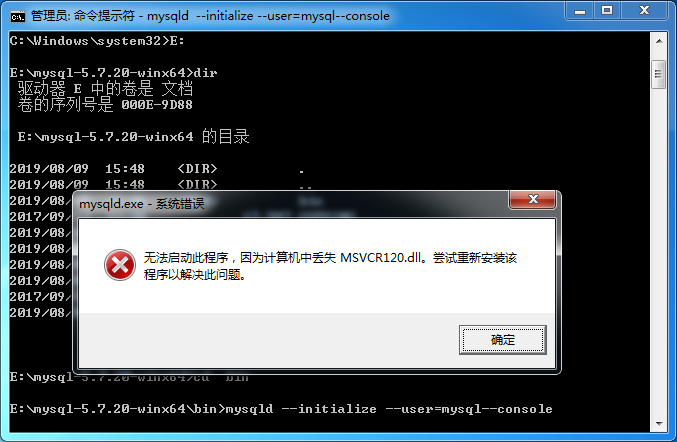 管理员: 命令提示符 - mysqld  --initialize --user=mysql--console
C:\Windows\system32>E:
E:\mysql-5.7.20-winx64>dir
驱动器 E 中的卷是 文档
卷的序列号是 000E-9D88
E:\mysql-5.7.20-winx64 的目录
2019/08/09  15:48    <DIR>          .
2019/08/09  15:48    <DIR>          ..
mysqld.exe - 系统错误
2019/08/
2017/09/
2019/08/
2019/08/
2019/08/
2019/08/
2017/09/
2019/08/
无法启动此程序，因为计算机中丢失 MSVCR120.dll。尝试重新安装该
程序以解决此问题。
确定
E:\mysql-5.7.20-winx64>cd  bin
E:\mysql-5.7.20-winx64\bin>mysqld --initialize --user=mysql--console